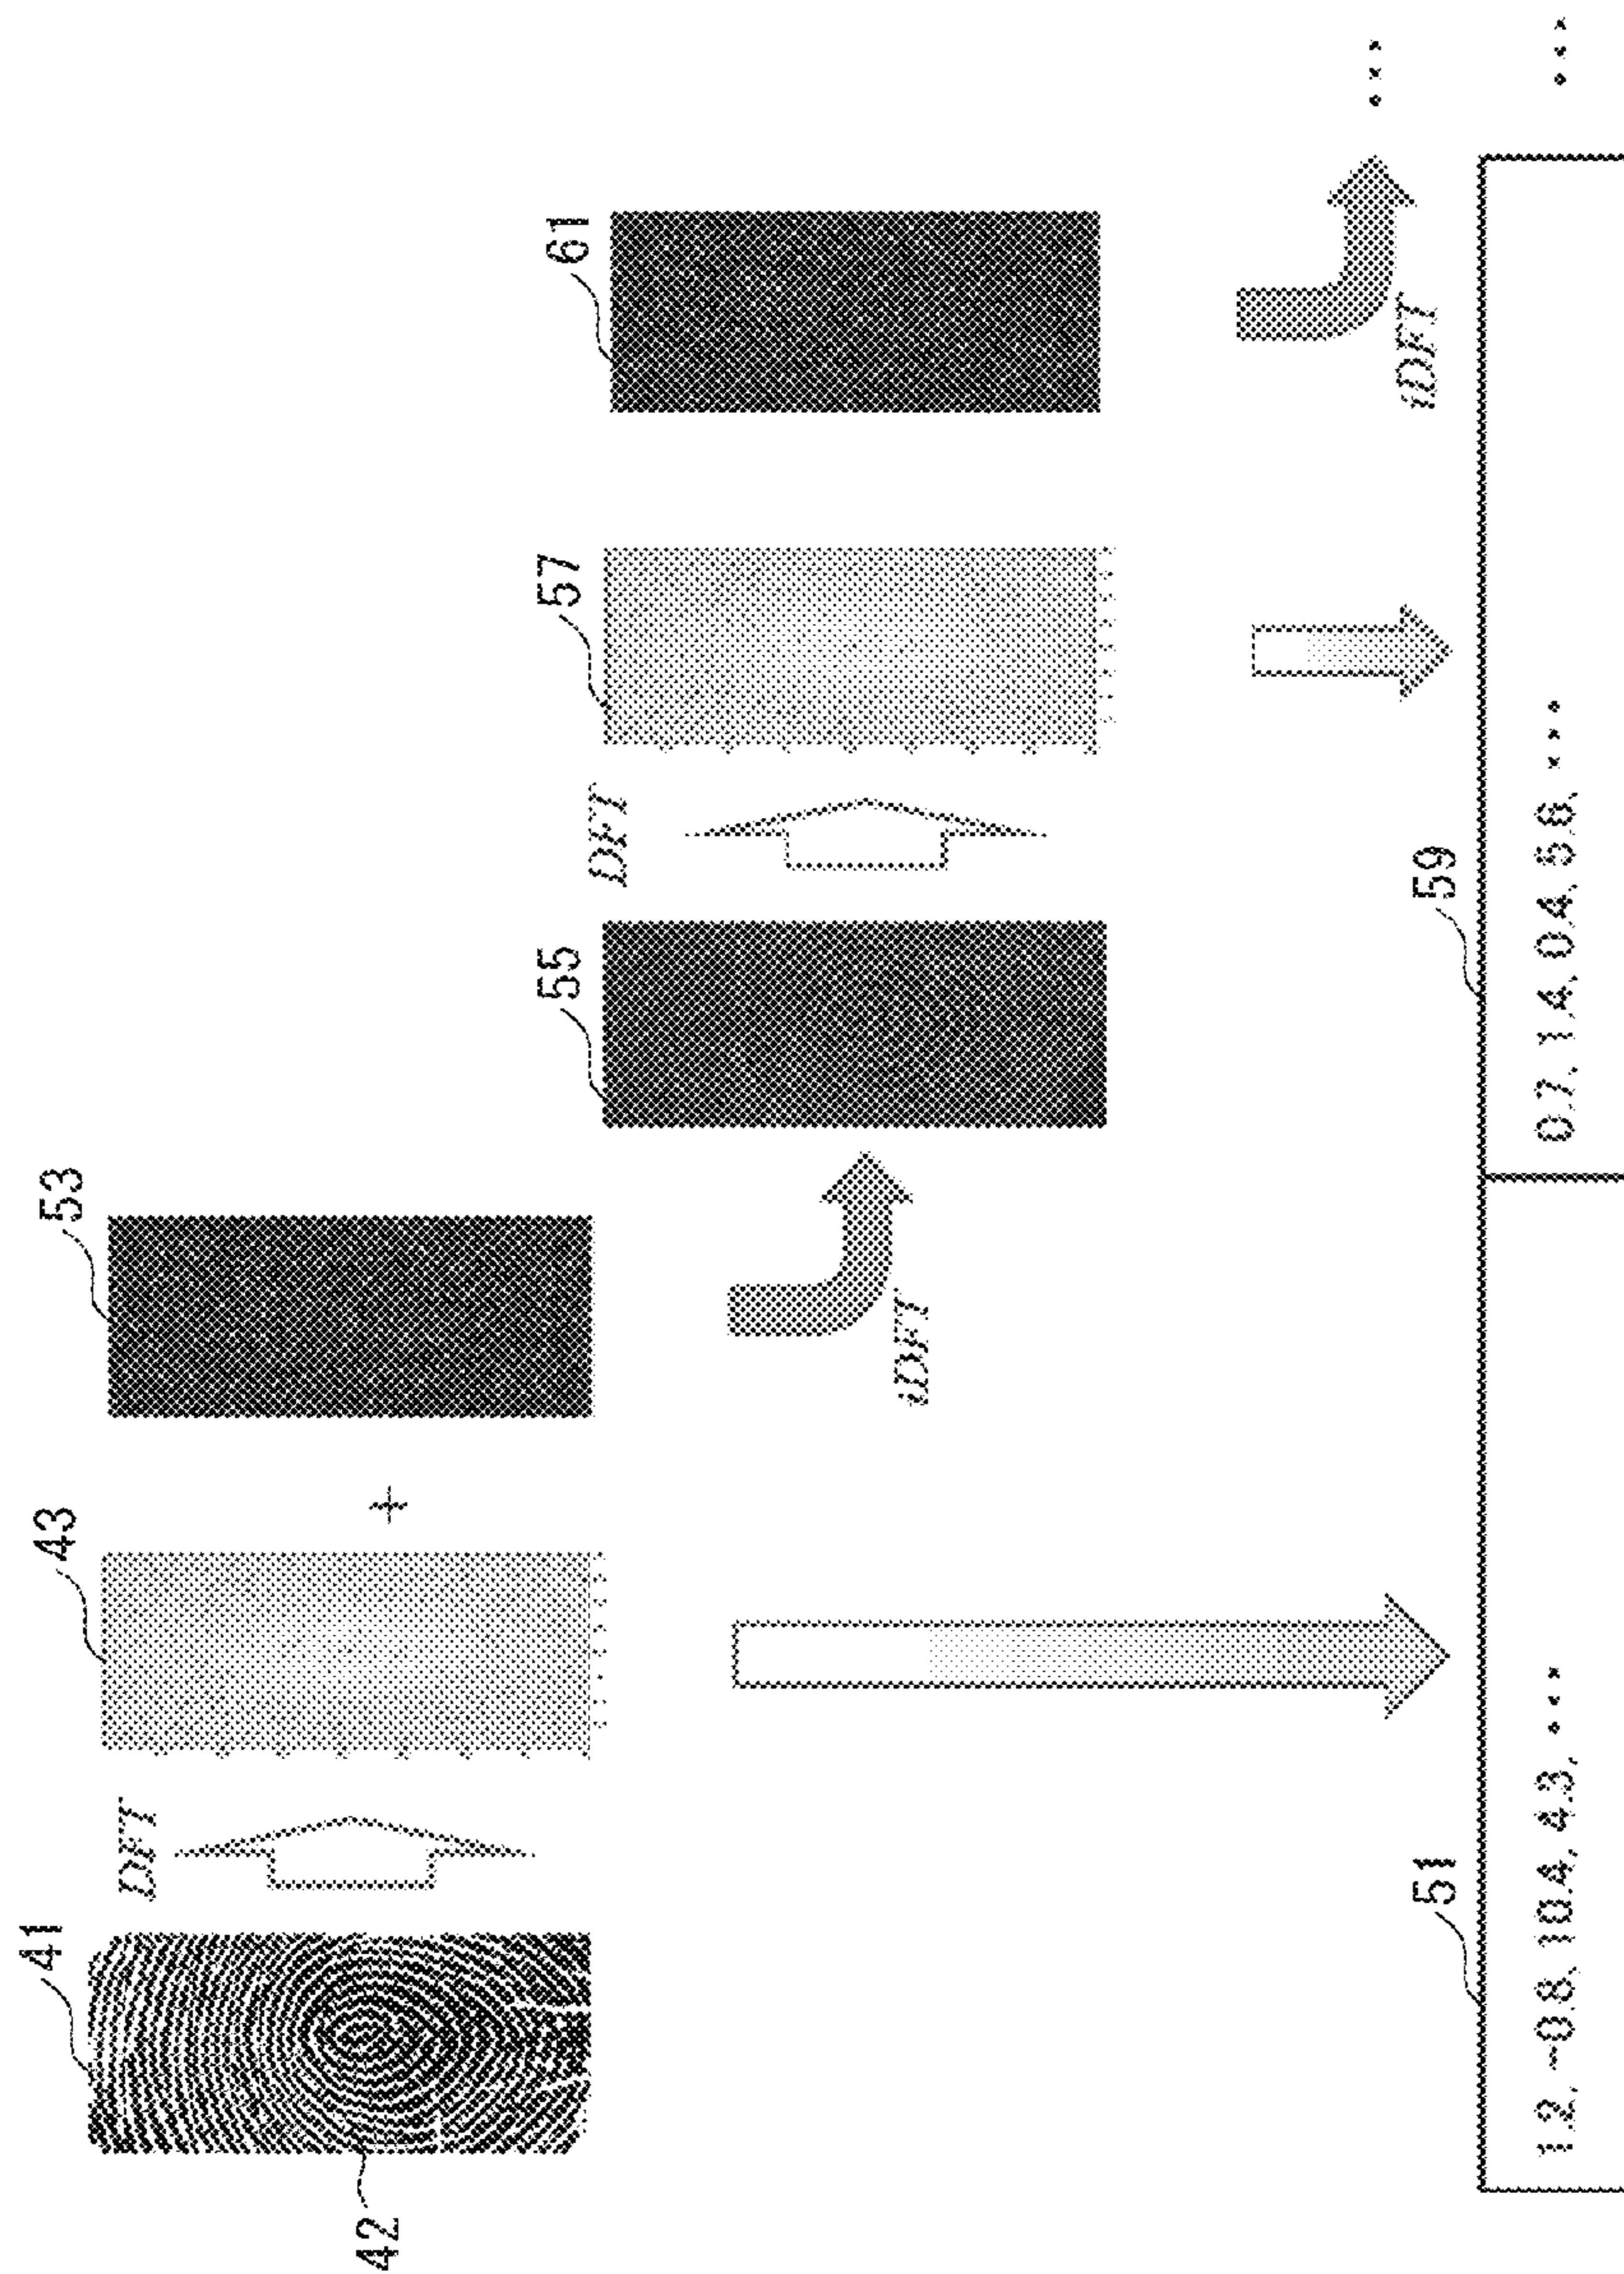 41
43
53
DFT
+
42
55
57
61
DFT
iDFT
iDFT
...
51
59
1.2, -0.8, 10.4, 4.3, ...
0.7, 1.4, 0.4, 5.8, ...
...